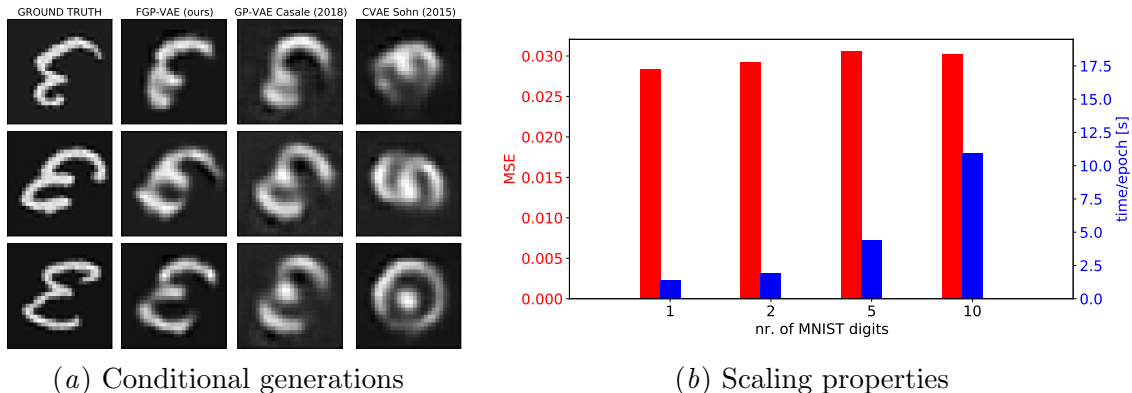 GROUND TRUTH FGP-VAE (ours) GP-VAE Casale (2018) CVAE Sohn (2015)
(a) Conditional generations
MSE
0.030
0.025
0.020
0.015
0.010
0.005
0.000
17.5
15.0
12.5
10.0
7.5
5.0
2.5
0.0
time/epoch [s]
1 2 5 10
nr. of MNIST digits
(b) Scaling properties